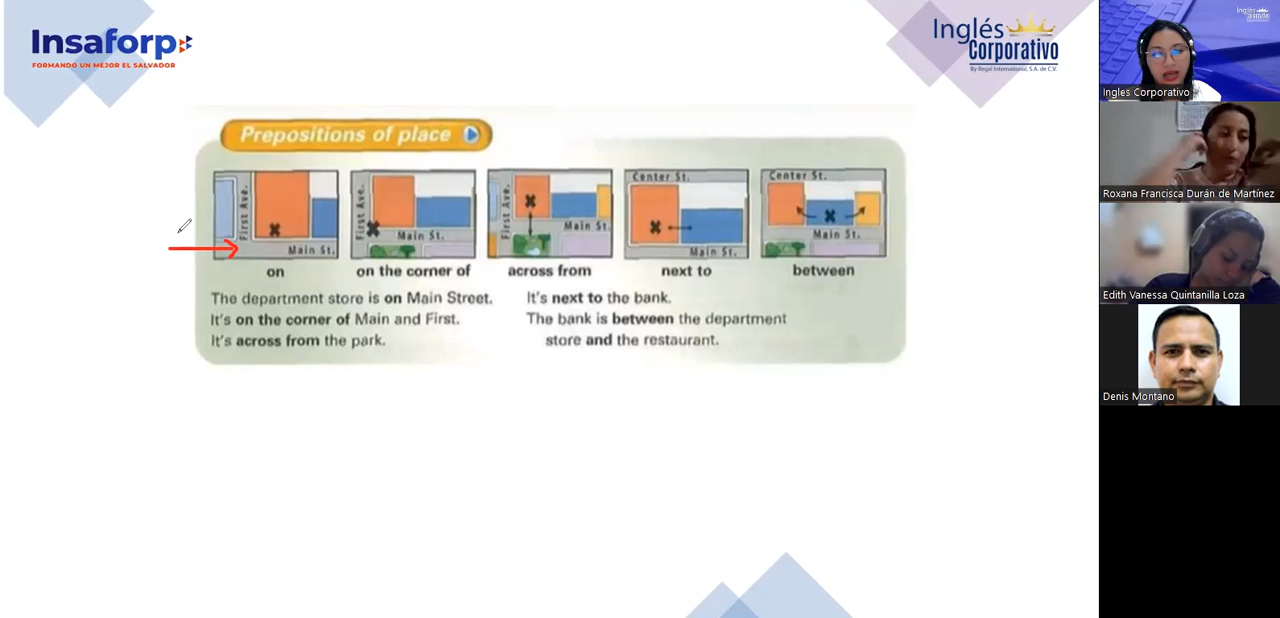 Insaforp
FORMANDO UN MEJOR EL SALVADOR
Inglés
Corporativo
By Regal International, S.A. de C.V.
Prepositions of place
First Ave.
Main St.
on
First Ave.
Main St.
on the corner of
First Ave.
Main St.
across from
Center St.
Main St.
next to
Center St.
Main St.
between
The department store is on Main Street.
It's on the corner of Main and First.
It's across from the park.
It's next to the bank.
The bank is between the department
store and the restaurant.
Ingles Corporativo
Roxana Francisca Durán de Martínez
Edith Vanessa Quintanilla Loza
Denis Montano